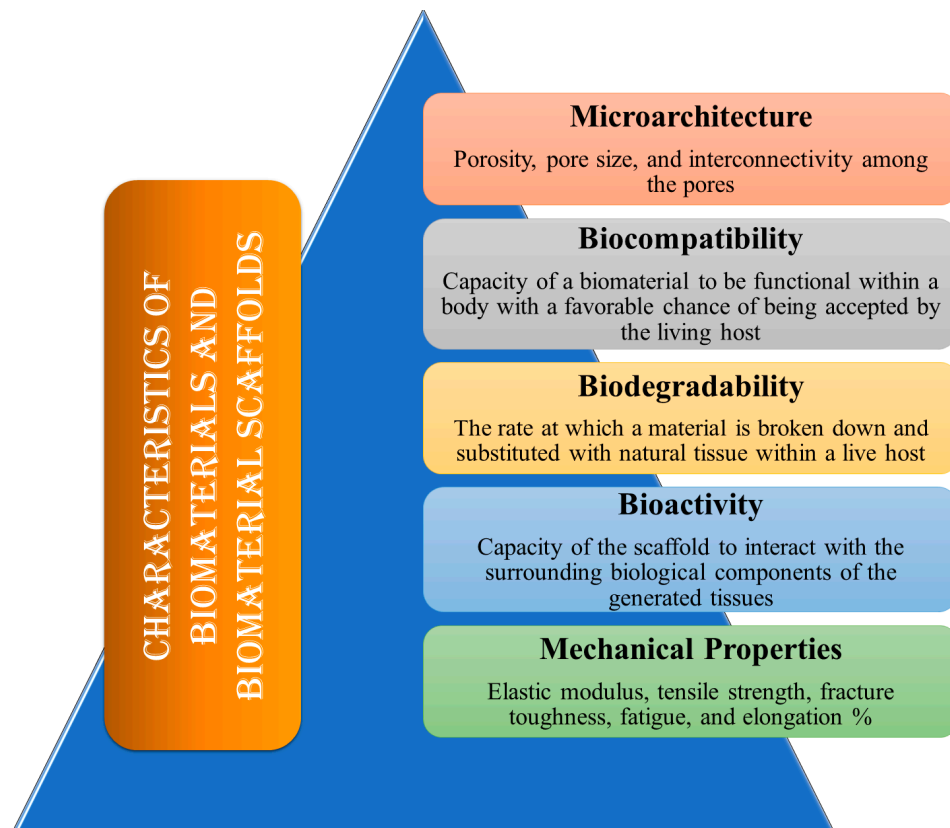 CHARACTERISTICS OF
BIOMATERIALS AND
BIOMATERIAL SCAFFOLDS
Microarchitecture
Porosity, pore size, and interconnectivity among
the pores
Biocompatibility
Capacity of a biomaterial to be functional within a
body with a favorable chance of being accepted by
the living host
Biodegradability
The rate at which a material is broken down and
substituted with natural tissue within a live host
Bioactivity
Capacity of the scaffold to interact with the
surrounding biological components of the
generated tissues
Mechanical Properties
Elastic modulus, tensile strength, fracture
toughness, fatigue, and elongation %